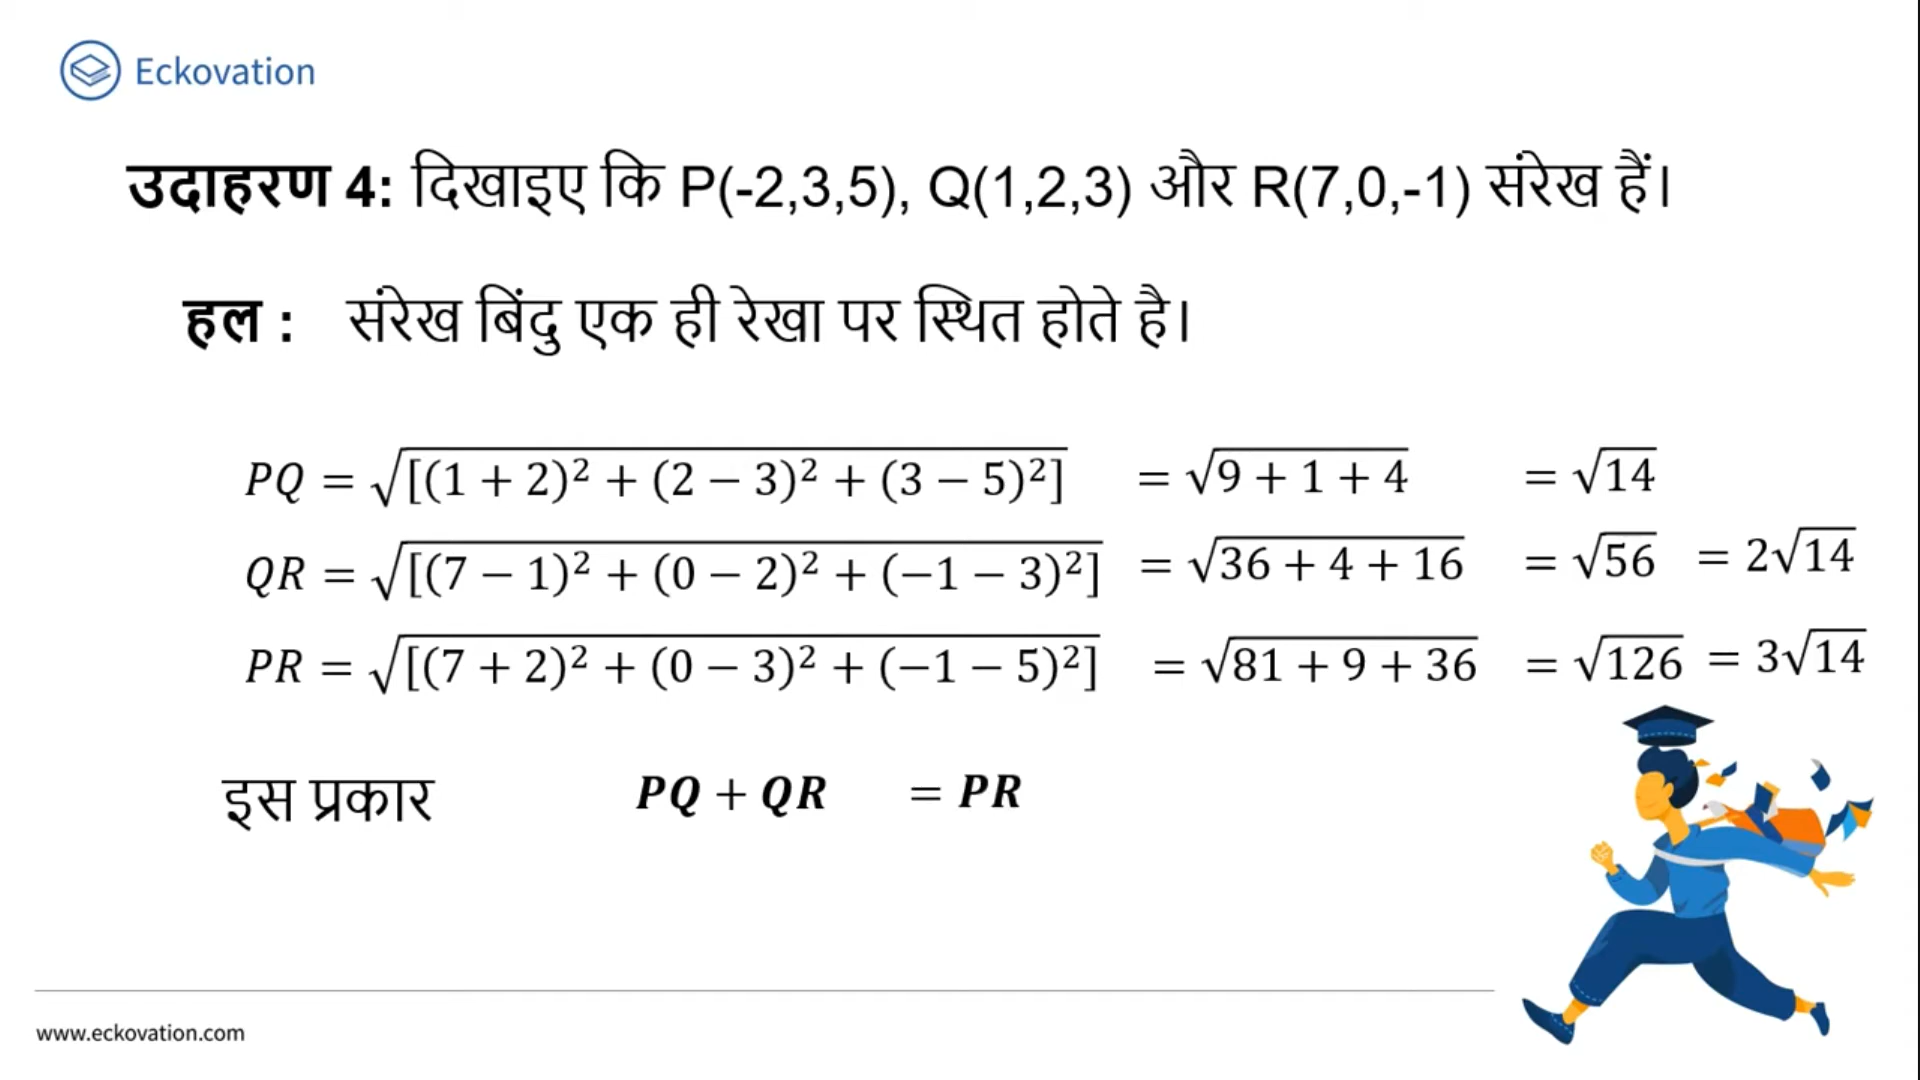 Eckovation
उदाहरण 4: दिखाइए कि P(-2,3,5), Q(1,2,3) और R(7,0,-1) संरेख हैं।
हल : संरेख बिंदु एक ही रेखा पर स्थित होते है।
PQ = √[(1 + 2)² + (2 − 3)² + (3 − 5)²] = √9 + 1 + 4 = √14
QR = √[(7 − 1)² + (0 − 2)² + (−1 − 3)²] = √36 + 4 + 16 = √56 = 2√14
PR = √[(7 + 2)² + (0 − 3)² + (−1 − 5)²] = √81 + 9 + 36 = √126 = 3√14
इस प्रकार PQ + QR = PR
www.eckovation.com